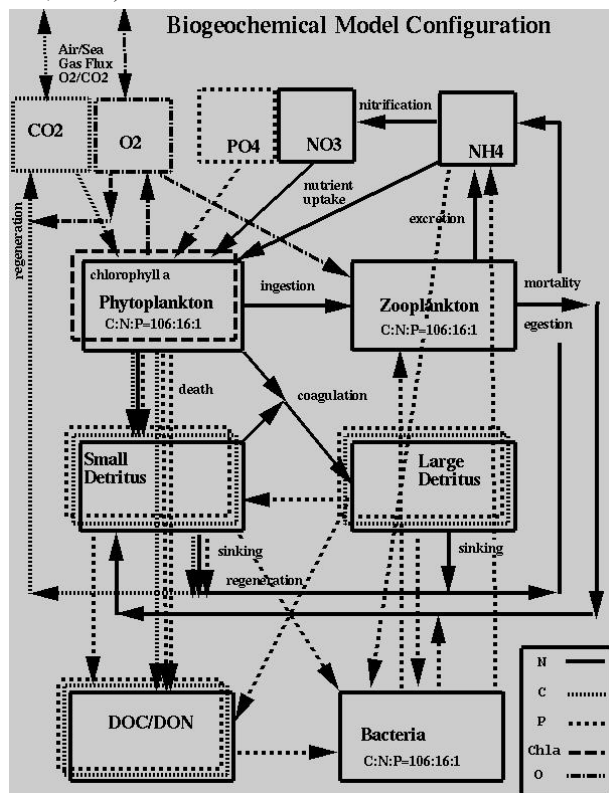 Biogeochemical Model Configuration
Air/Sea
Gas Flux
O2/CO2
CO2
O2
PO4
NO3
nitrification
NH4
nutrient
uptake
excretion
regeneration
chlorophyll a
Phytoplankton
C:N:P=106:16:1
ingestion
Zooplankton
C:N:P=106:16:1
mortality
egestion
death
coagulation
Small
Detritus
Large
Detritus
sinking
sinking
regeneration
DOC/DON
Bacteria
C:N:P=106:16:1
N
C
P
Chla
O